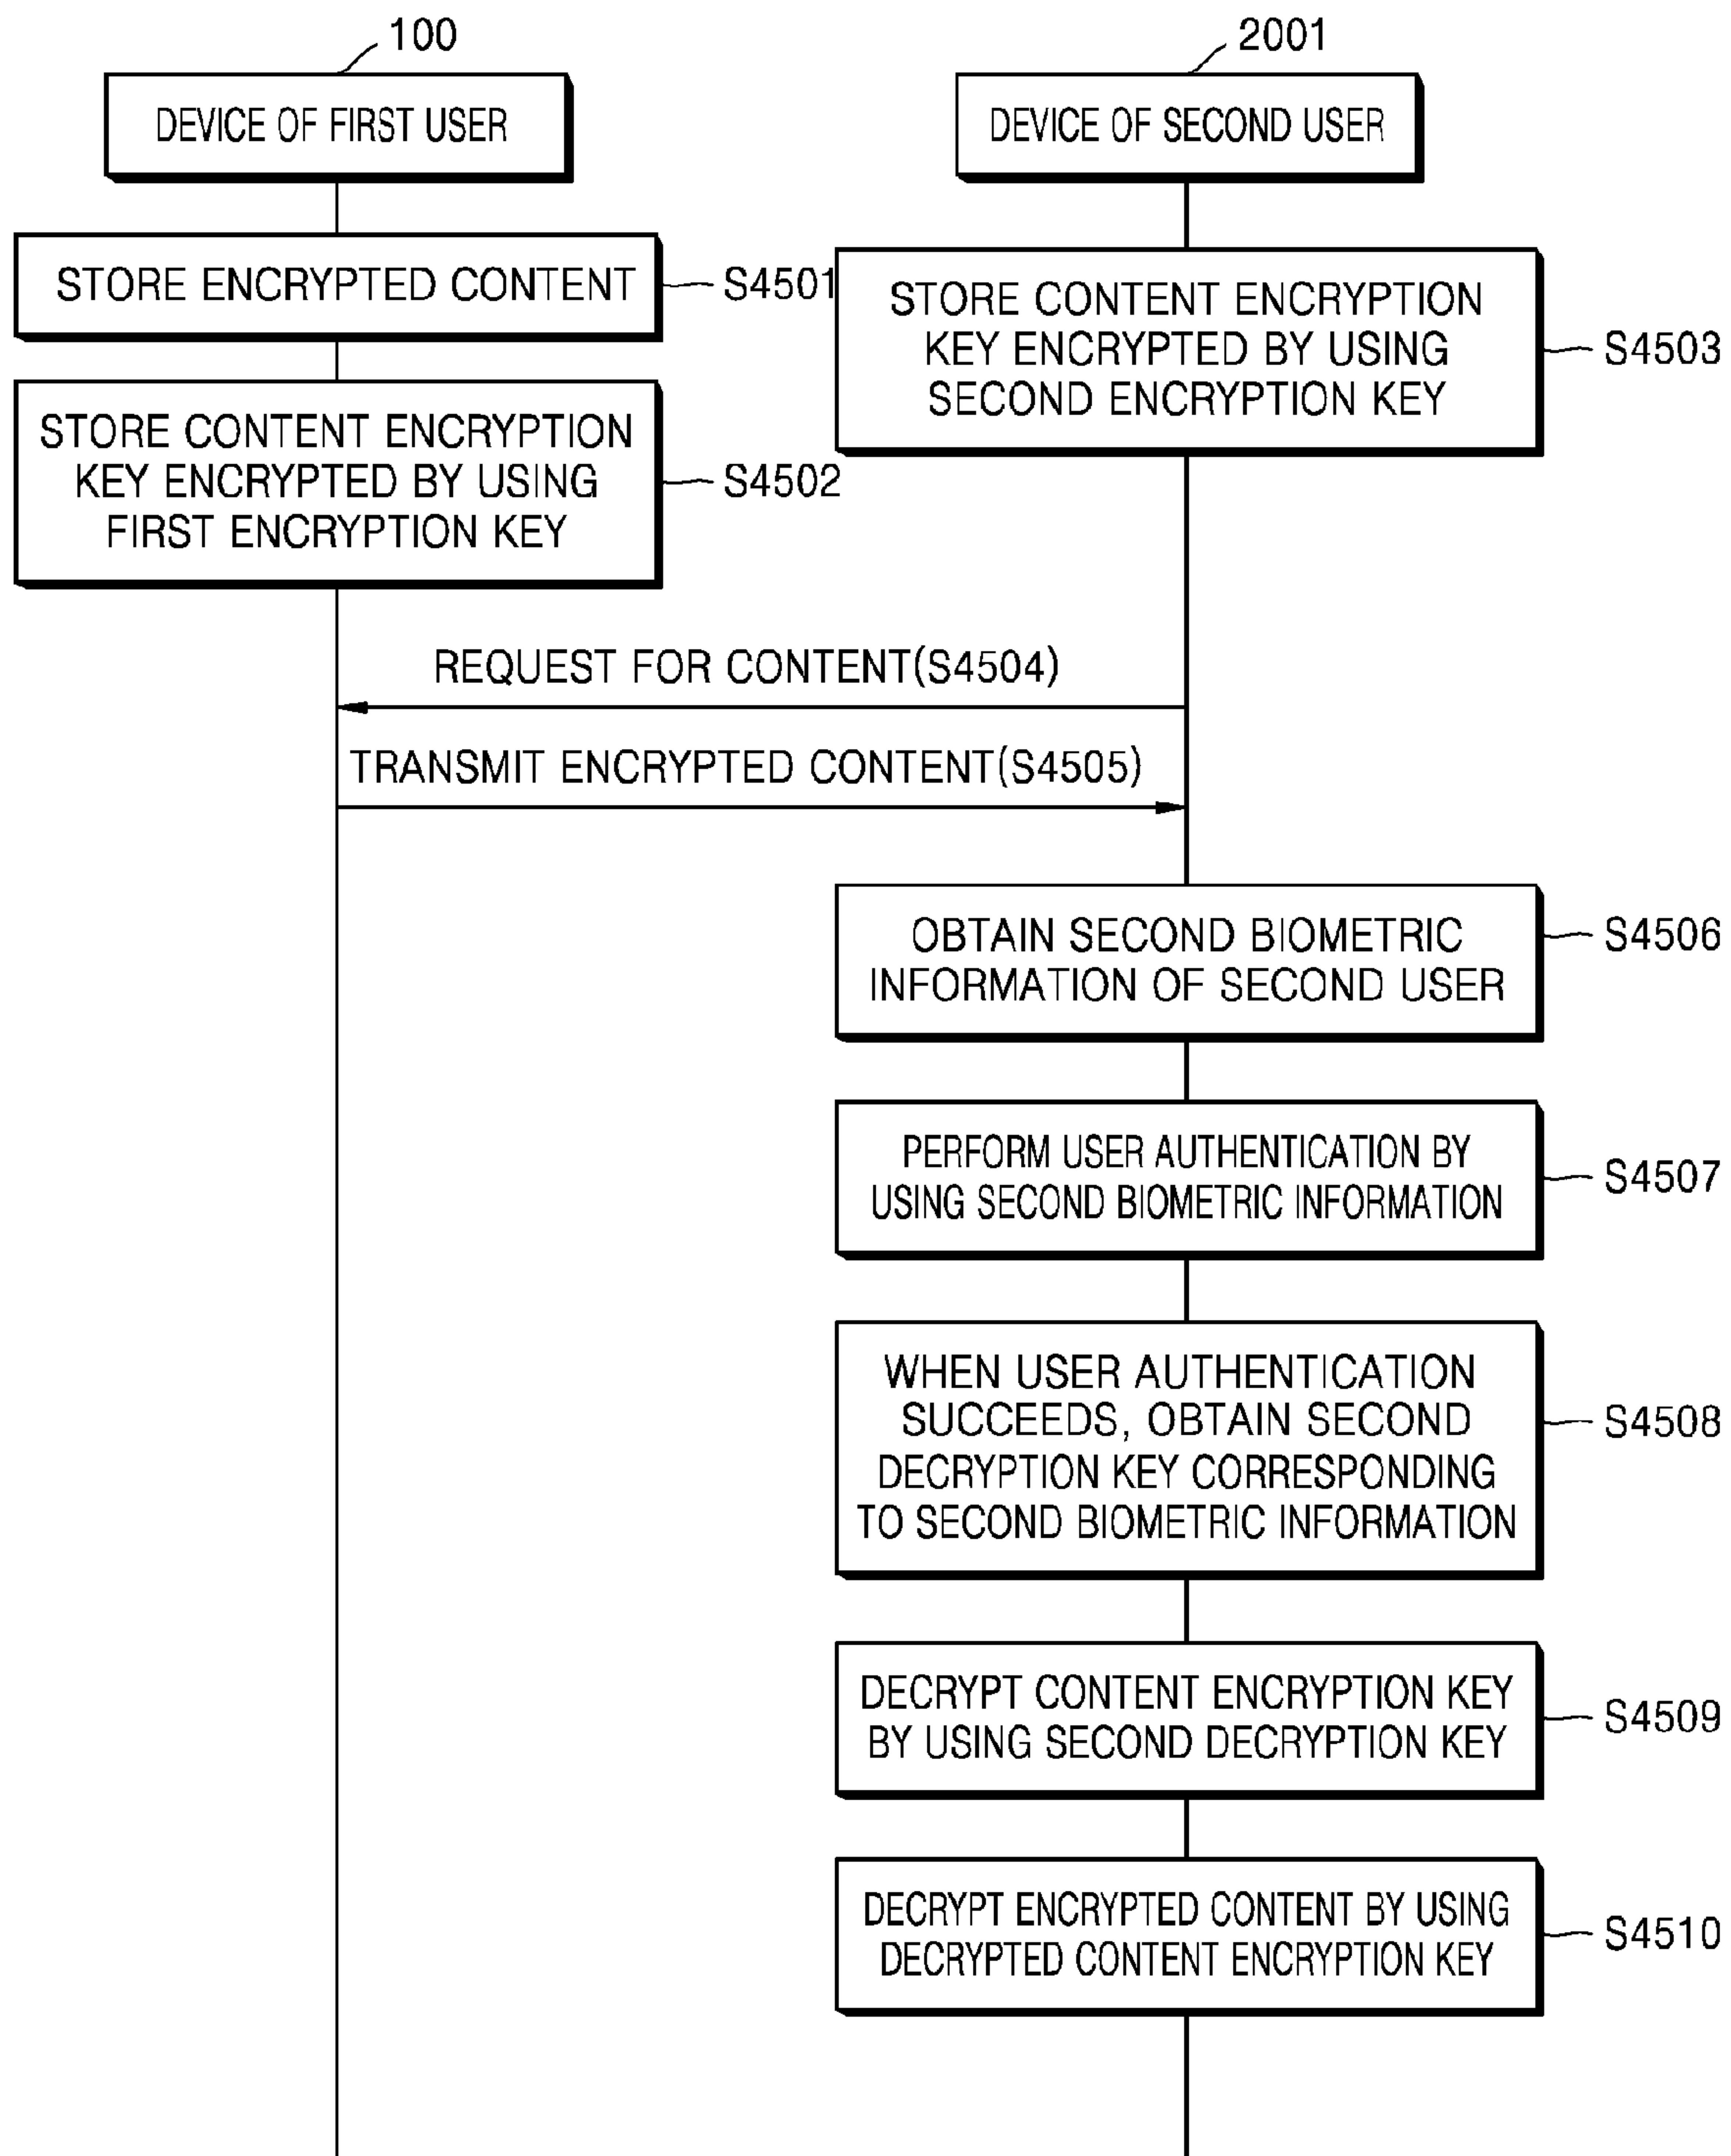 100
2001
DEVICE OF FIRST USER
DEVICE OF SECOND USER
STORE ENCRYPTED CONTENT
S4501
STORE CONTENT ENCRYPTION
KEY ENCRYPTED BY USING
SECOND ENCRYPTION KEY
S4503
STORE CONTENT ENCRYPTION
KEY ENCRYPTED BY USING
FIRST ENCRYPTION KEY
S4502
REQUEST FOR CONTENT(S4504)
TRANSMIT ENCRYPTED CONTENT(S4505)
OBTAIN SECOND BIOMETRIC
INFORMATION OF SECOND USER
S4506
PERFORM USER AUTHENTICATION BY
USING SECOND BIOMETRIC INFORMATION
S4507
WHEN USER AUTHENTICATION
SUCCEEDS, OBTAIN SECOND
DECRYPTION KEY CORRESPONDING
TO SECOND BIOMETRIC INFORMATION
S4508
DECRYPT CONTENT ENCRYPTION KEY
BY USING SECOND DECRYPTION KEY
S4509
DECRYPT ENCRYPTED CONTENT BY USING
DECRYPTED CONTENT ENCRYPTION KEY
S4510